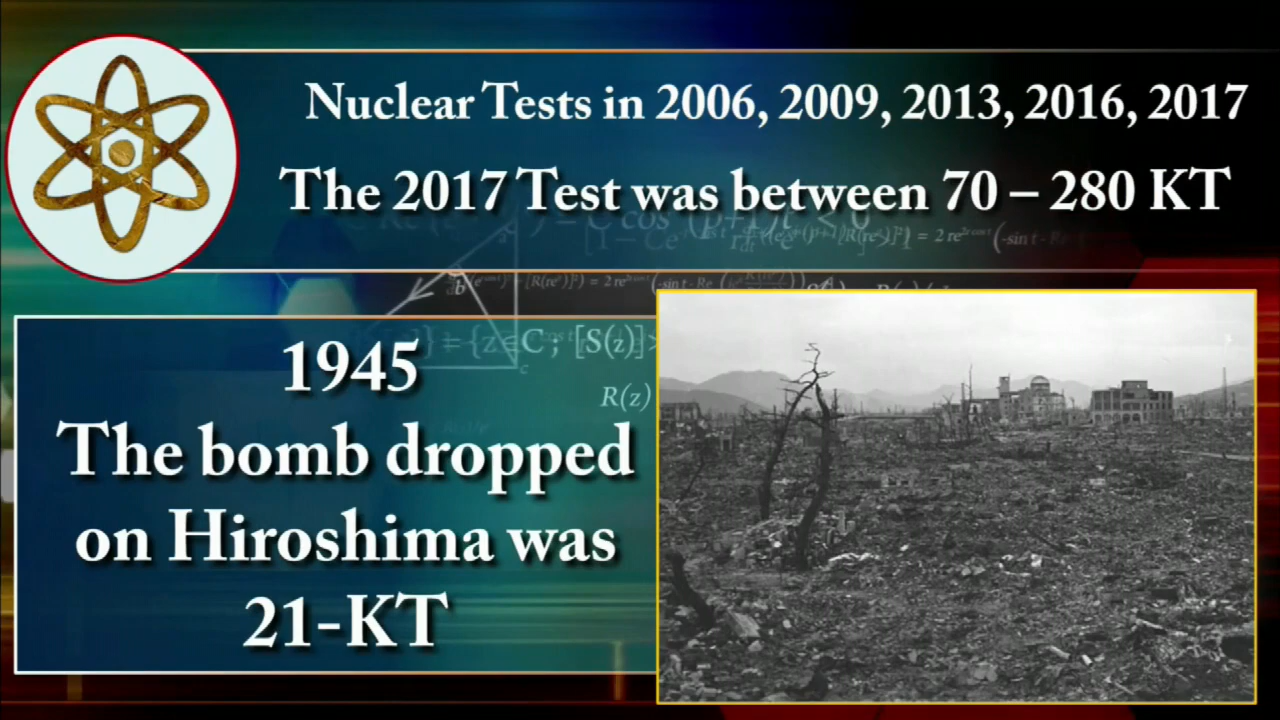 Nuclear Tests in 2006, 2009, 2013, 2016, 2017
The 2017 Test was between 70 – 280 KT
1945
The bomb dropped
on Hiroshima was
21-KT
R(z)